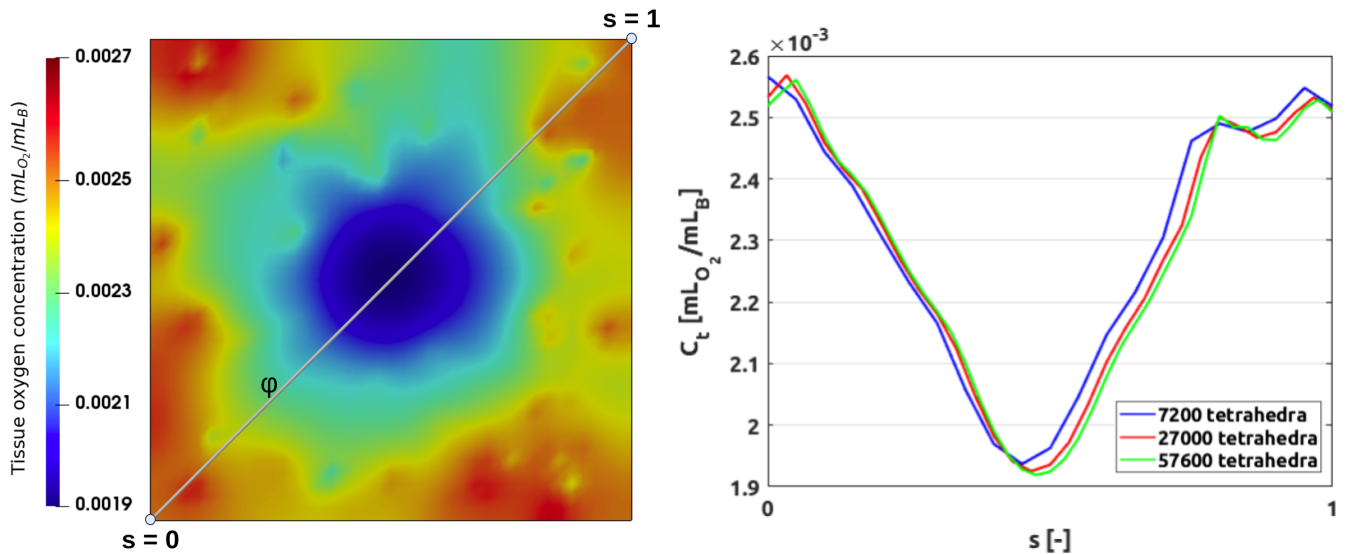 s = 1
Tissue oxygen concentration (mL_O₂/mL_B)
0.0027
0.0025
0.0023
0.0021
0.0019
φ
s = 0
×10⁻³
2.6
2.5
2.4
2.3
2.2
2.1
2
1.9
C_t [mL_O₂/mL_B]
7200 tetrahedra
27000 tetrahedra
57600 tetrahedra
0
1
s [-]